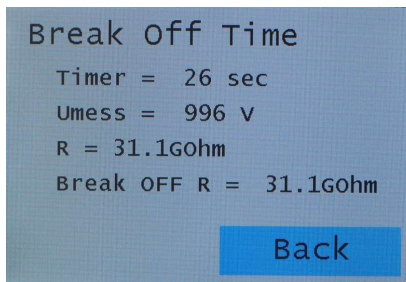 Break Off Time
Timer = 26 sec
Umess = 996 V
R = 31.1GOhm
Break OFF R = 31.1GOhm
Back